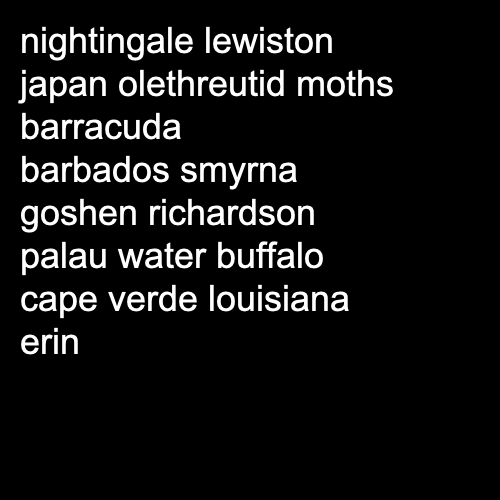 nightingale lewiston
japan olethreutid moths
barracuda
barbados smyrna
goshen richardson
palau water buffalo
cape verde louisiana
erin